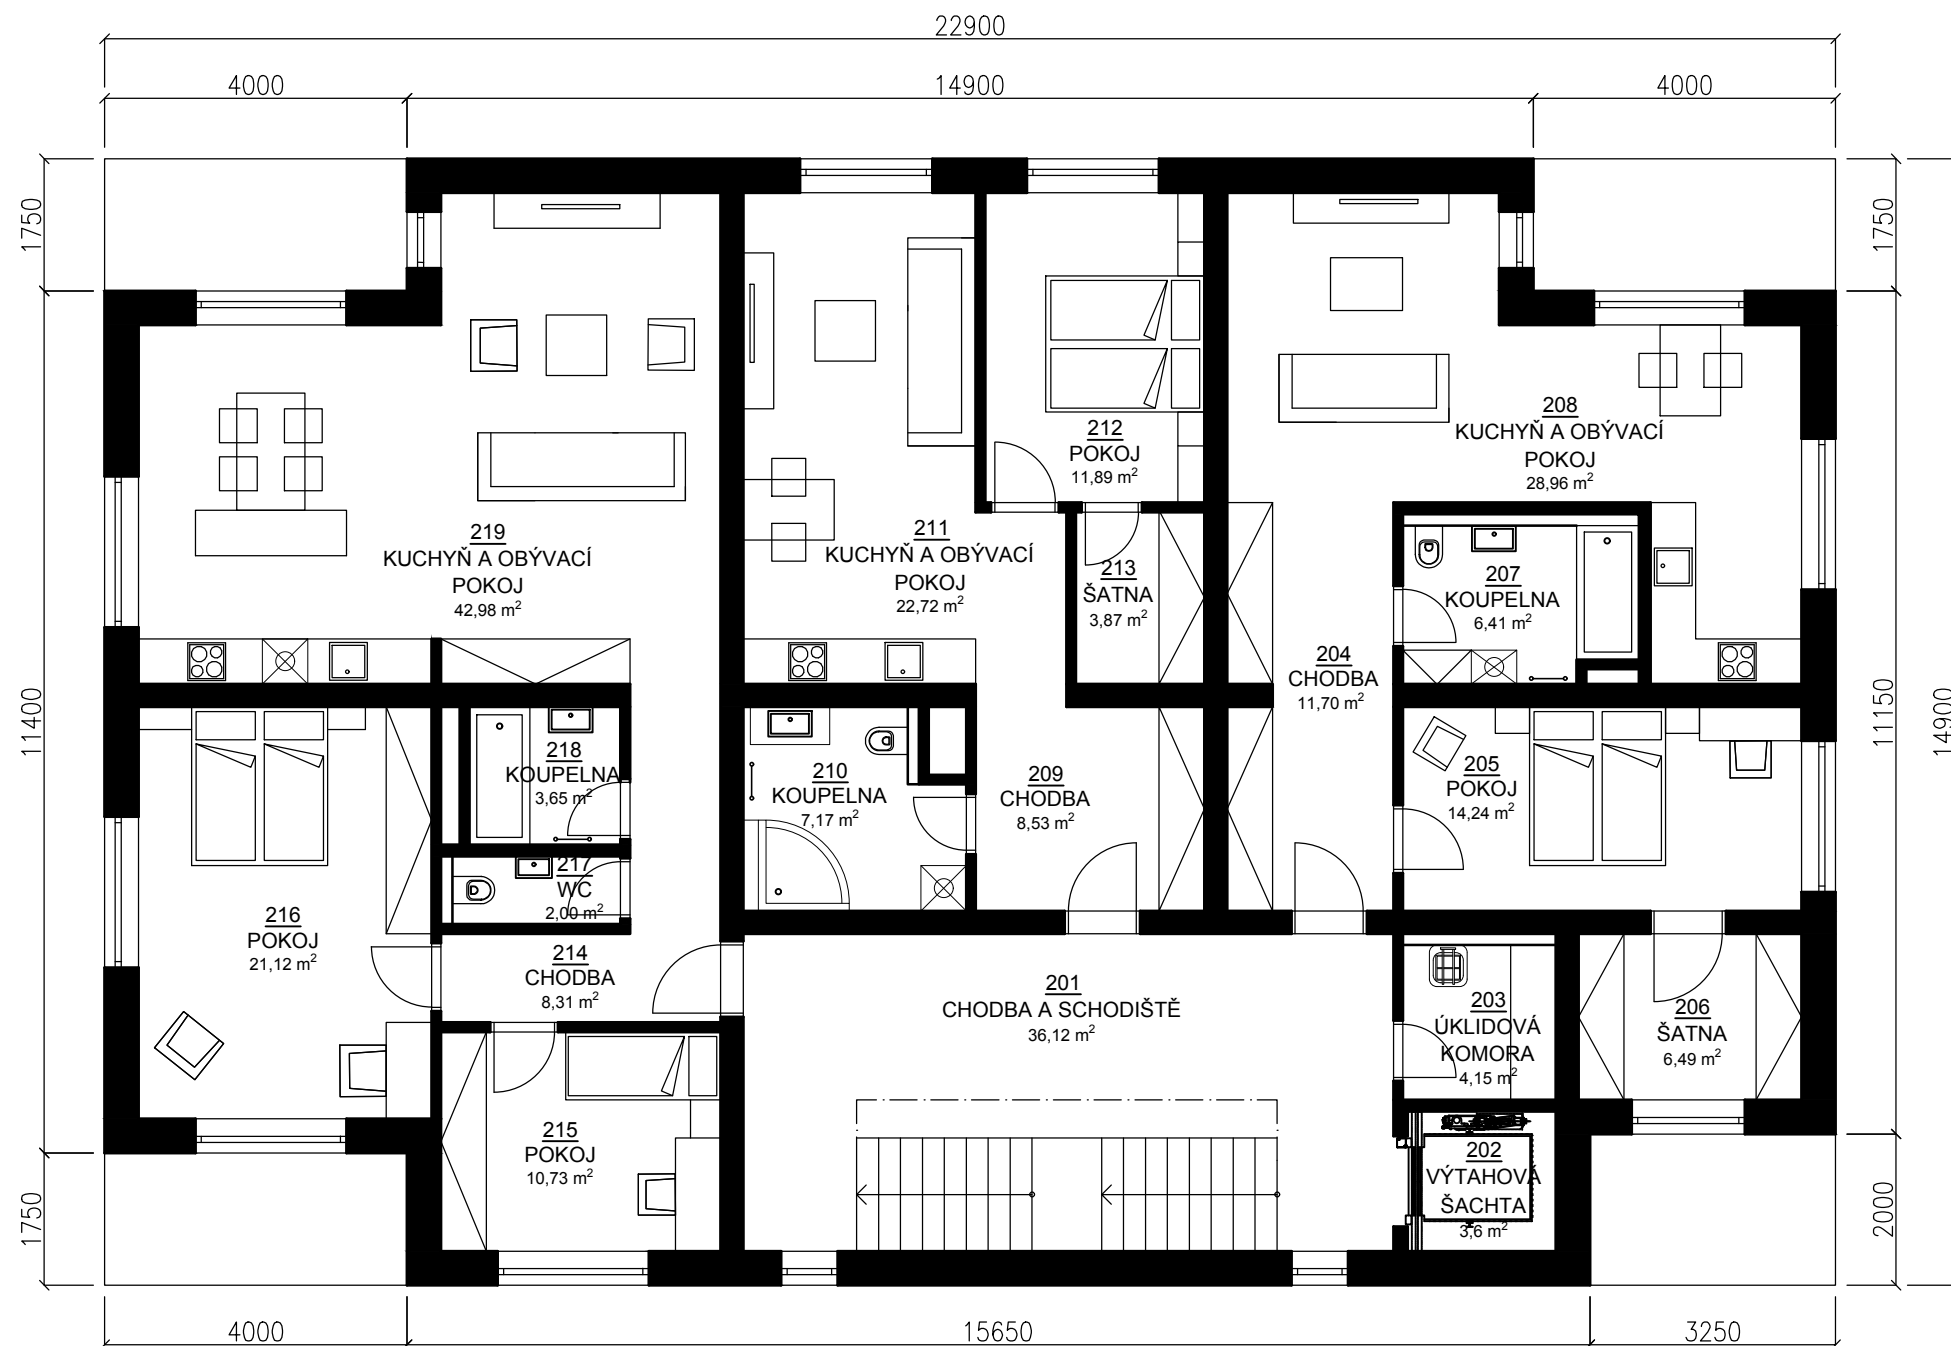 22900
4000
14900
4000
1750
1750
11400
11150
14900
1750
2000
4000
15650
3250
212
POKOJ
11,89 m²
208
KUCHYŇ A OBÝVACÍ
POKOJ
28,96 m²
219
KUCHYŇ A OBÝVACÍ
POKOJ
42,98 m²
211
KUCHYŇ A OBÝVACÍ
POKOJ
22,72 m²
213
ŠATNA
3,87 m²
207
KOUPELNA
6,41 m²
204
CHODBA
11,70 m²
218
KOUPELNA
3,65 m²
210
KOUPELNA
7,17 m²
209
CHODBA
8,53 m²
205
POKOJ
14,24 m²
217
WC
2,00 m²
216
POKOJ
21,12 m²
214
CHODBA
8,31 m²
201
CHODBA A SCHODIŠTĚ
36,12 m²
203
ÚKLIDOVÁ
KOMORA
4,15 m²
206
ŠATNA
6,49 m²
215
POKOJ
10,73 m²
202
VÝTAHOVÁ
ŠACHTA
3,6 m²